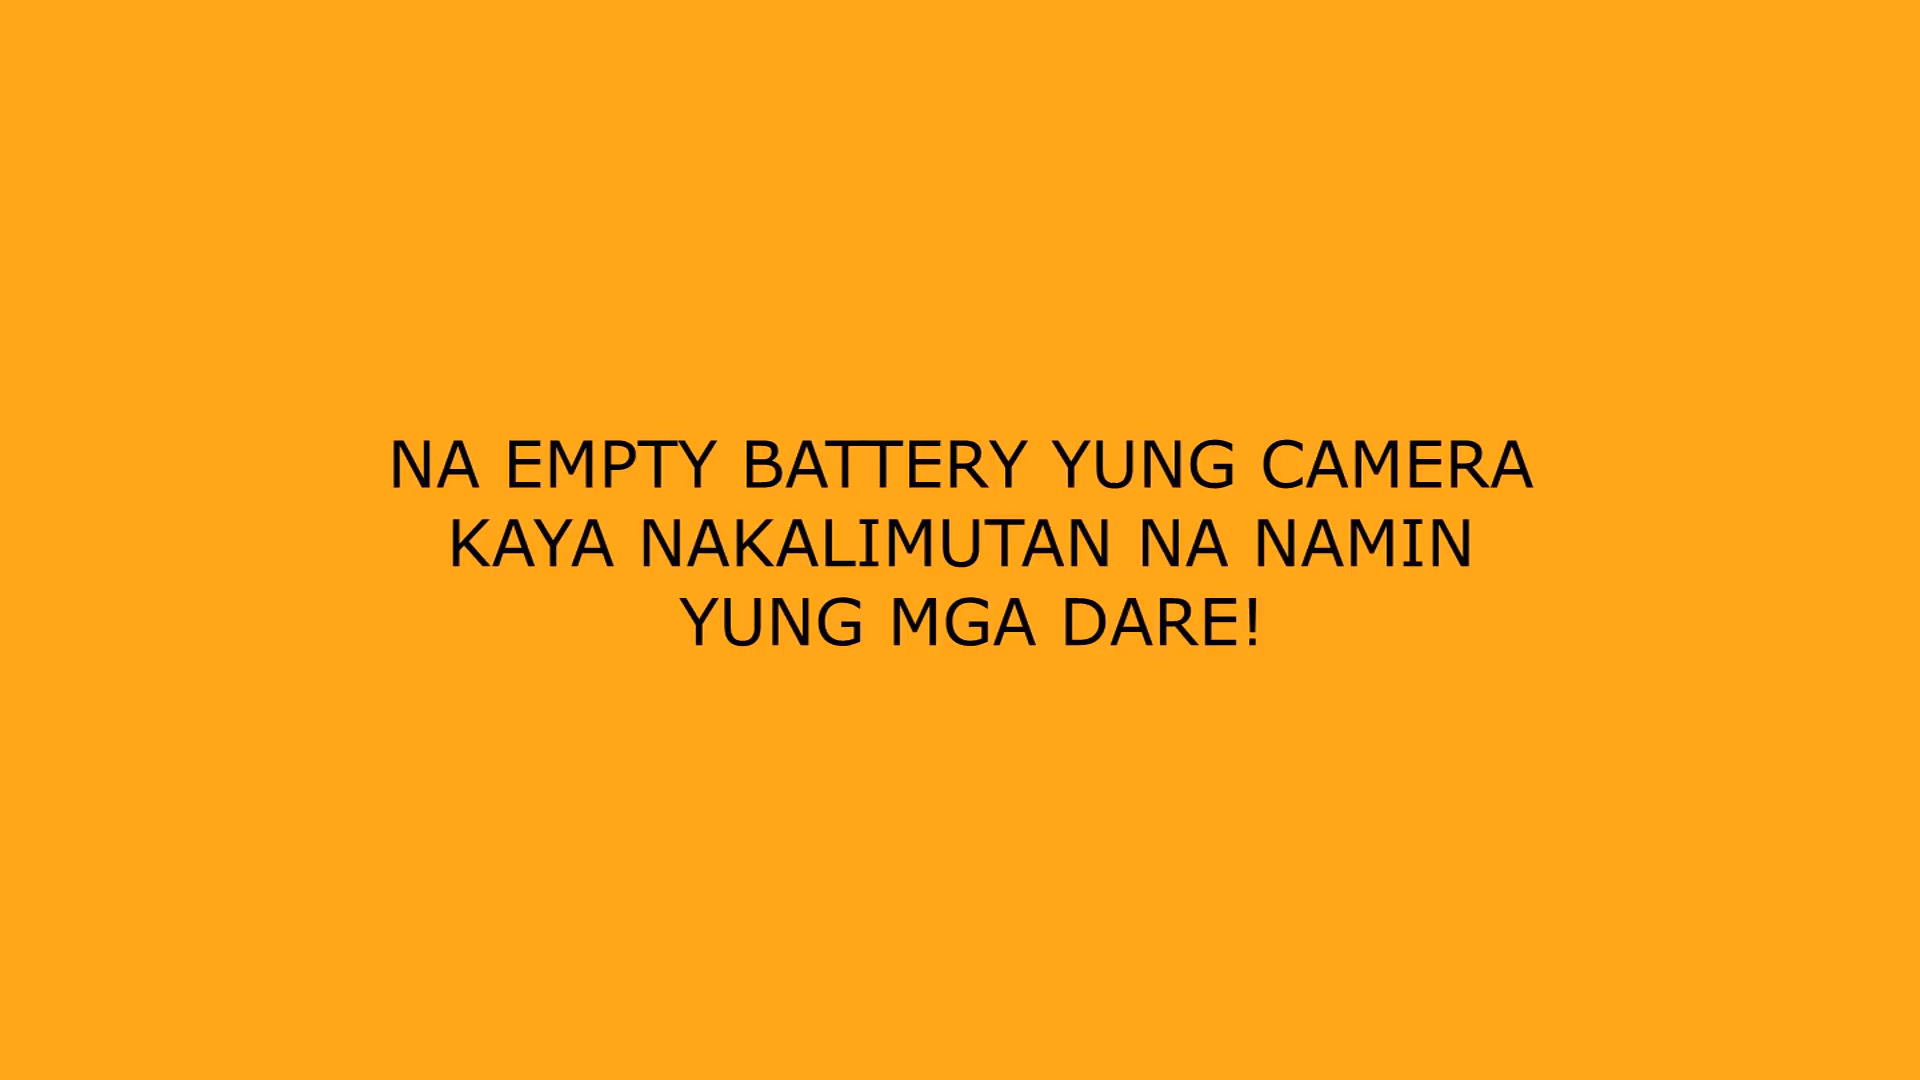 NA EMPTY BATTERY YUNG CAMERA
KAYA NAKALIMUTAN NA NAMIN
YUNG MGA DARE!